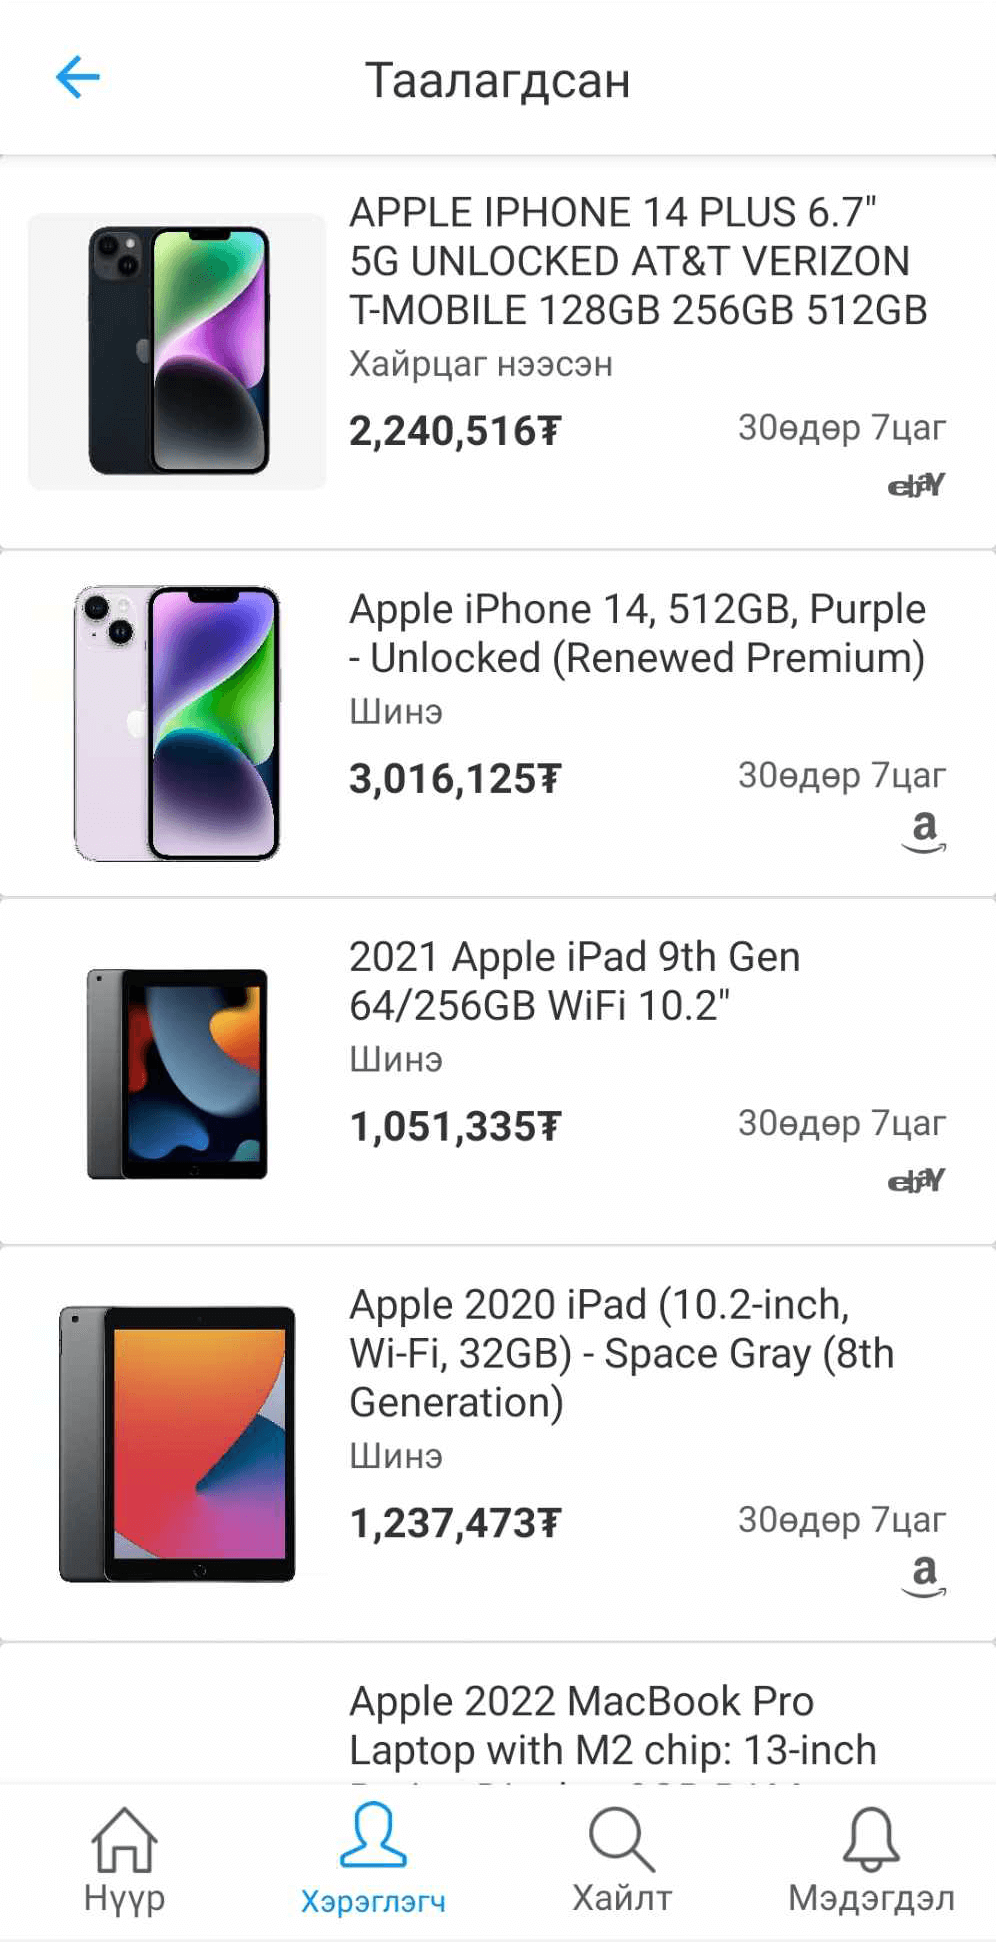 Таалагдсан
APPLE IPHONE 14 PLUS 6.7"
5G UNLOCKED AT&T VERIZON
T-MOBILE 128GB 256GB 512GB
Хайрцаг нээсэн
2,240,516₮ 30өдөр 7цаг
ebaY
Apple iPhone 14, 512GB, Purple
- Unlocked (Renewed Premium)
Шинэ
3,016,125₮ 30өдөр 7цаг
a
2021 Apple iPad 9th Gen
64/256GB WiFi 10.2"
Шинэ
1,051,335₮ 30өдөр 7цаг
ebaY
Apple 2020 iPad (10.2-inch,
Wi-Fi, 32GB) - Space Gray (8th
Generation)
Шинэ
1,237,473₮ 30өдөр 7цаг
a
Apple 2022 MacBook Pro
Laptop with M2 chip: 13-inch
Нүүр Хэрэглэгч Хайлт Мэдэгдэл